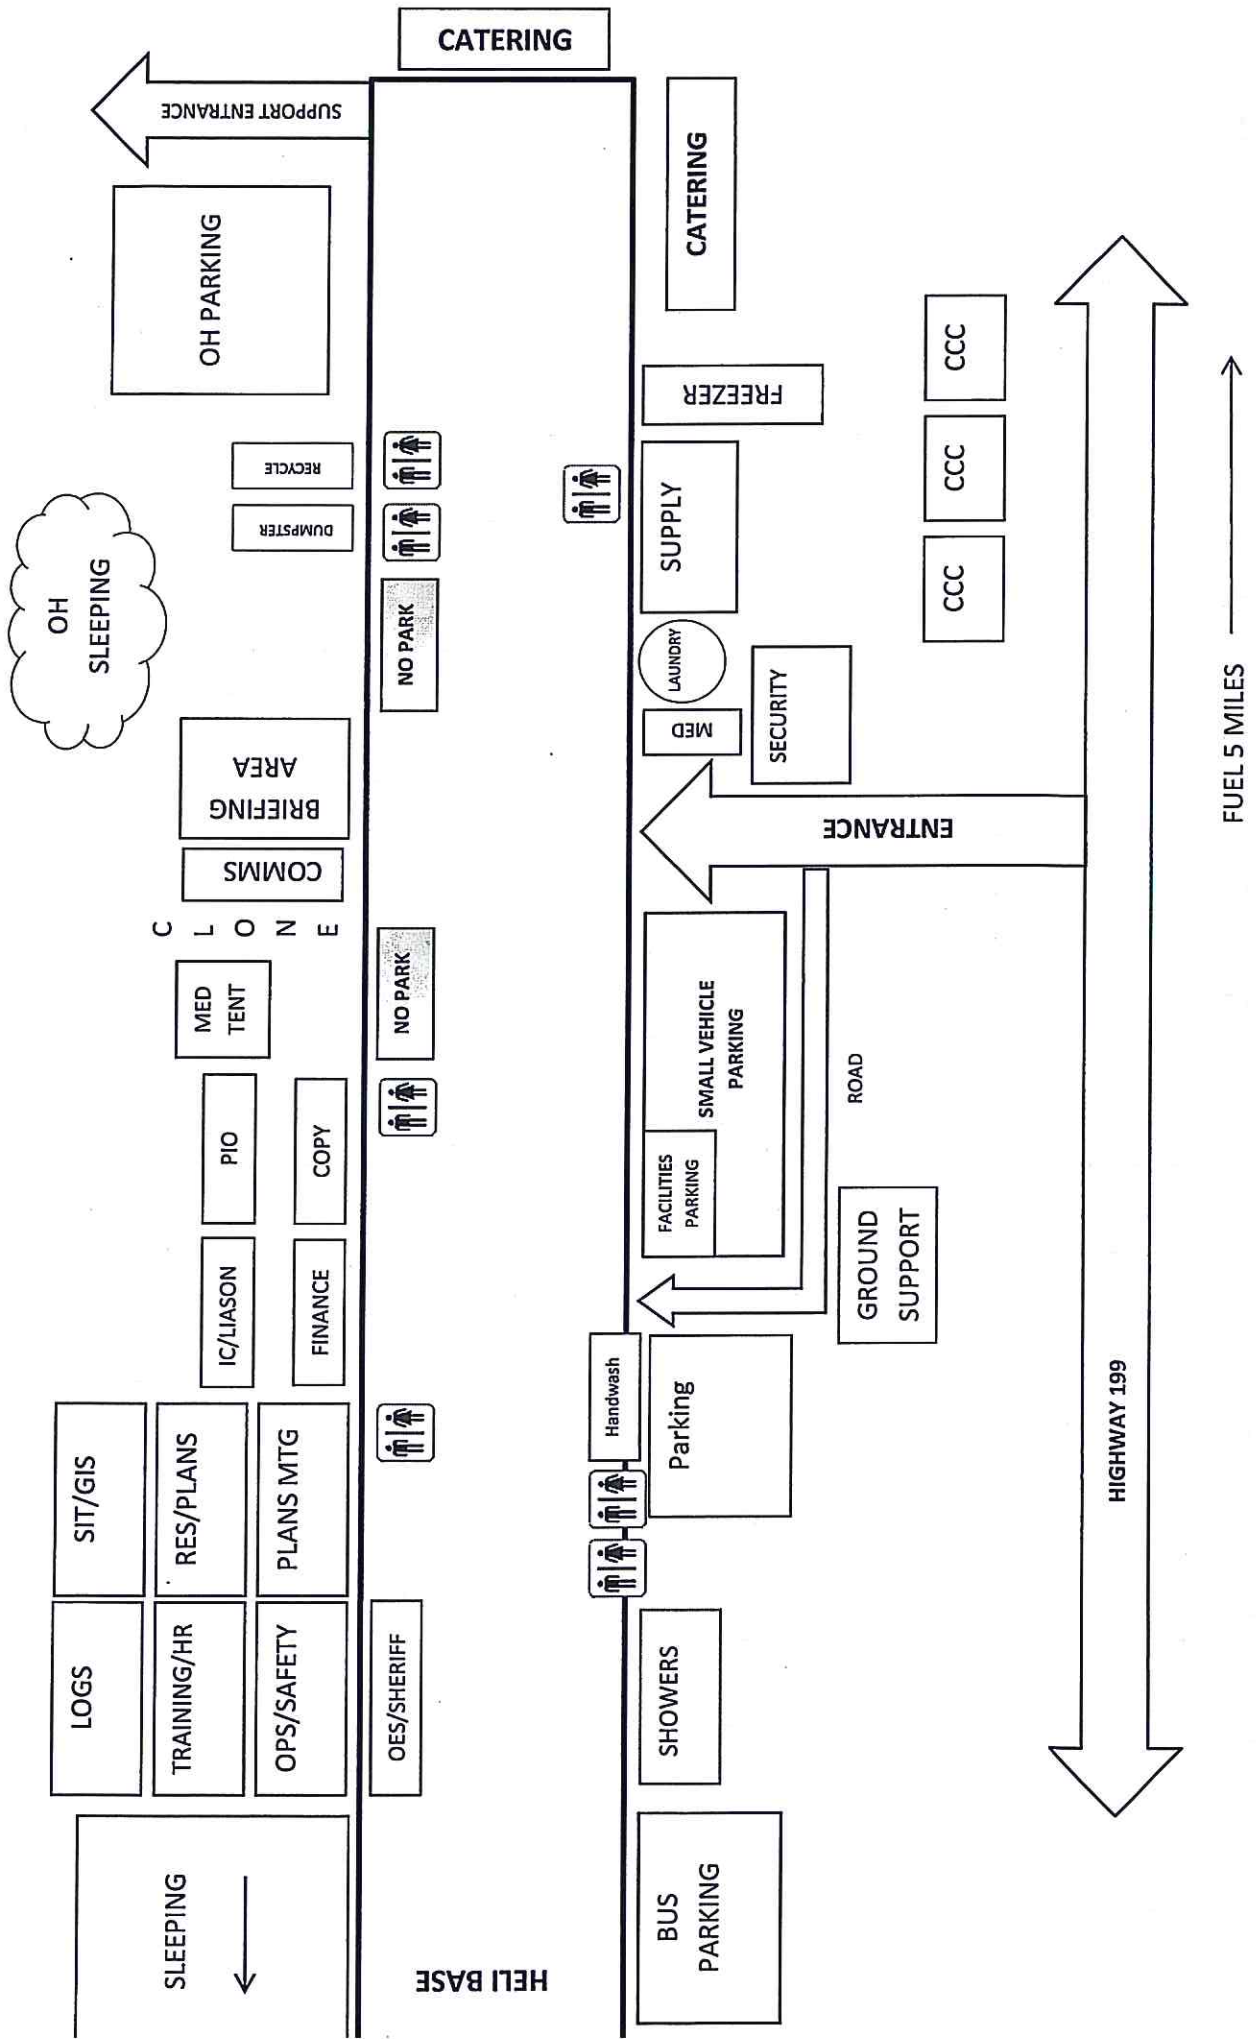 CATERING
SUPPORT ENTRANCE
OH PARKING
CATERING
RECYCLE
DUMPSTER
OH
SLEEPING
FREEZER
SUPPLY
CCC
CCC
CCC
NO PARK
LAUNDRY
MED
SECURITY
BRIEFING
AREA
COMMS
C
L
O
N
E
MED
TENT
NO PARK
ENTRANCE
FUEL 5 MILES
SMALL VEHICLE
PARKING
FACILITIES
PARKING
ROAD
GROUND
SUPPORT
PIO
COPY
IC/LIASON
FINANCE
Handwash
Parking
SIT/GIS
RES/PLANS
PLANS MTG
LOGS
TRAINING/HR
OPS/SAFETY
OES/SHERIFF
SHOWERS
HIGHWAY 199
SLEEPING
HELI BASE
BUS
PARKING